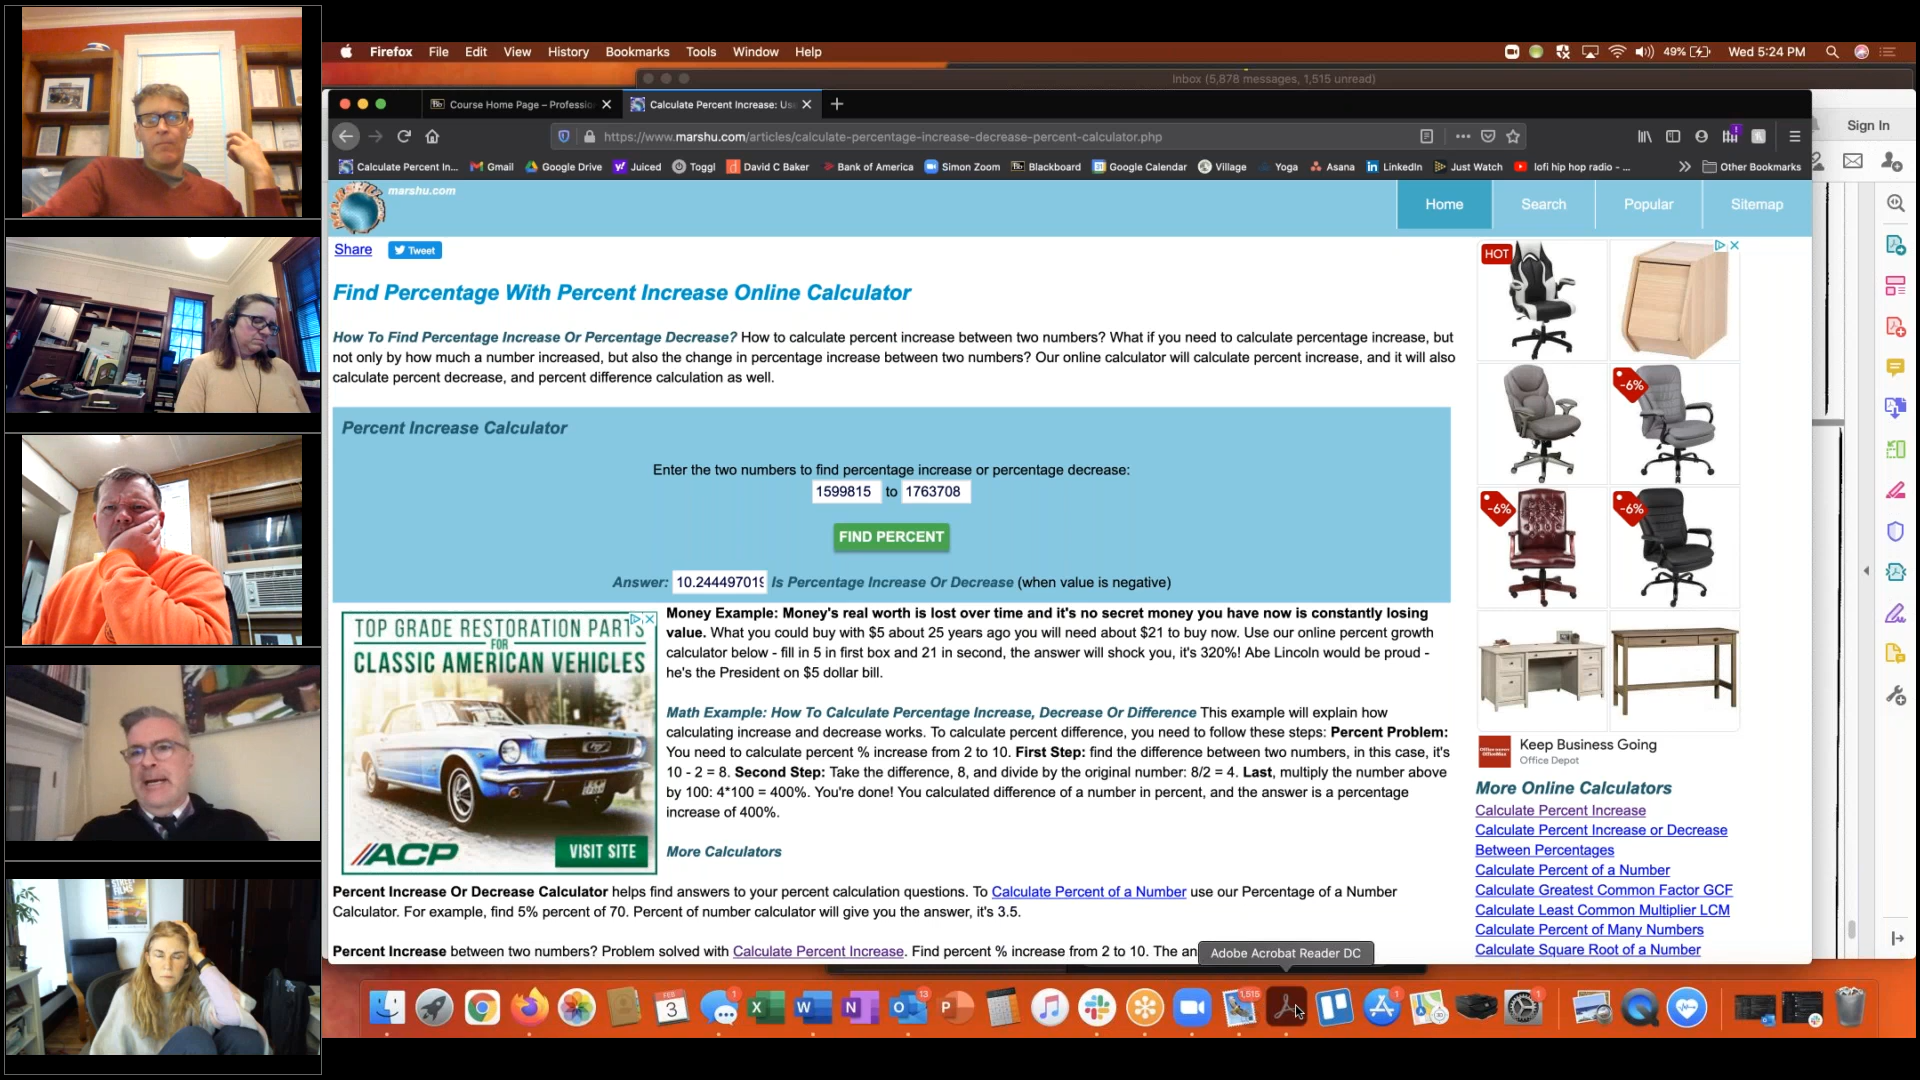 Firefox File Edit View History Bookmarks Tools Window Help
49% Wed 5:24 PM
Inbox (5,878 messages, 1,515 unread)
Course Home Page – Professio
Calculate Percent Increase: Us
Sign In
https://www.marshu.com/articles/calculate-percentage-increase-decrease-percent-calculator.php
Calculate Percent In... Gmail Google Drive Juiced Toggl David C Baker Bank of America Simon Zoom Blackboard Google Calendar Village Yoga Asana LinkedIn Just Watch lofi hip hop radio - ... Other Bookmarks
marshu.com
Home Search Popular Sitemap
Share Tweet
Find Percentage With Percent Increase Online Calculator
How To Find Percentage Increase Or Percentage Decrease? How to calculate percent increase between two numbers? What if you need to calculate percentage increase, but
not only by how much a number increased, but also the change in percentage increase between two numbers? Our online calculator will calculate percent increase, and it will also
calculate percent decrease, and percent difference calculation as well.
Percent Increase Calculator
Enter the two numbers to find percentage increase or percentage decrease:
1599815 to 1763708
FIND PERCENT
Answer: 10.244497019 Is Percentage Increase Or Decrease (when value is negative)
TOP GRADE RESTORATION PARTS
FOR
CLASSIC AMERICAN VEHICLES
ACP
VISIT SITE
Money Example: Money's real worth is lost over time and it's no secret money you have now is constantly losing
value. What you could buy with $5 about 25 years ago you will need about $21 to buy now. Use our online percent growth
calculator below - fill in 5 in first box and 21 in second, the answer will shock you, it's 320%! Abe Lincoln would be proud -
he's the President on $5 dollar bill.
Math Example: How To Calculate Percentage Increase, Decrease Or Difference This example will explain how
calculating increase and decrease works. To calculate percent difference, you need to follow these steps: Percent Problem:
You need to calculate percent % increase from 2 to 10. First Step: find the difference between two numbers, in this case, it's
10 - 2 = 8. Second Step: Take the difference, 8, and divide by the original number: 8/2 = 4. Last, multiply the number above
by 100: 4*100 = 400%. You're done! You calculated difference of a number in percent, and the answer is a percentage
increase of 400%.
More Calculators
Percent Increase Or Decrease Calculator helps find answers to your percent calculation questions. To Calculate Percent of a Number use our Percentage of a Number
Calculator. For example, find 5% percent of 70. Percent of number calculator will give you the answer, it's 3.5.
Percent Increase between two numbers? Problem solved with Calculate Percent Increase. Find percent % increase from 2 to 10. The an
Adobe Acrobat Reader DC
HOT
-6%
-6%
-6%
Keep Business Going
Office Depot
More Online Calculators
Calculate Percent Increase
Calculate Percent Increase or Decrease
Between Percentages
Calculate Percent of a Number
Calculate Greatest Common Factor GCF
Calculate Least Common Multiplier LCM
Calculate Percent of Many Numbers
Calculate Square Root of a Number
FEB
3
1
13
1,515
1
1